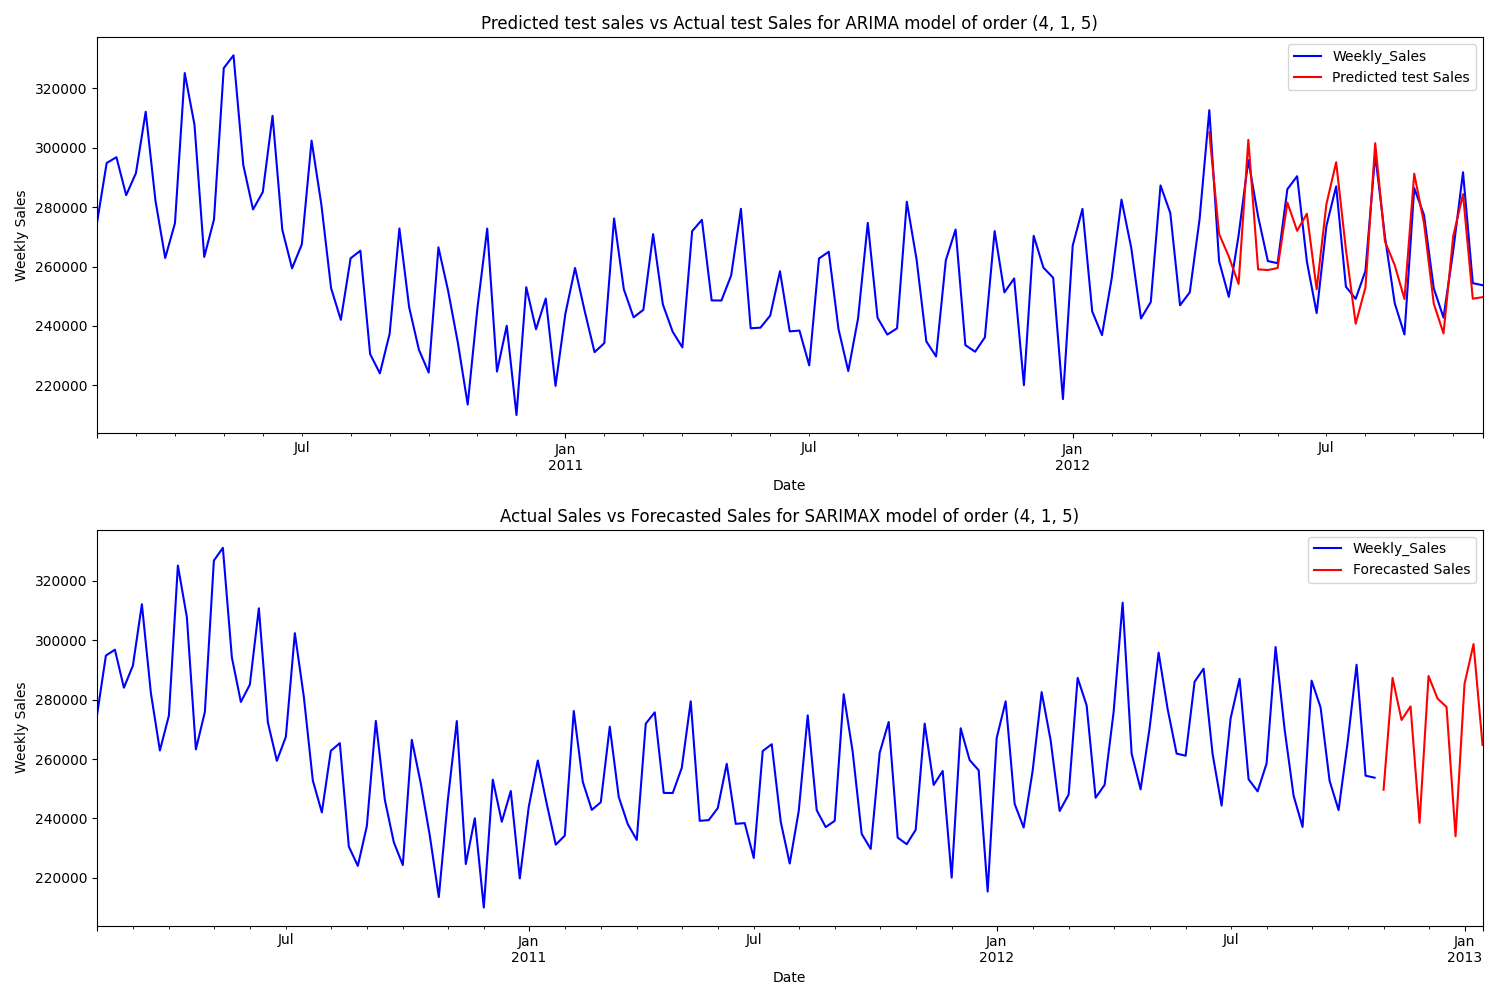 Predicted test sales vs Actual test Sales for ARIMA model of order (4, 1, 5)
Weekly_Sales
Predicted test Sales
320000
300000
280000
260000
240000
220000
Weekly Sales
Jul
Jan
2011
Jul
Jan
2012
Jul
Date
Actual Sales vs Forecasted Sales for SARIMAX model of order (4, 1, 5)
Weekly_Sales
Forecasted Sales
320000
300000
280000
260000
240000
220000
Weekly Sales
Jul
Jan
2011
Jul
Jan
2012
Jul
Jan
2013
Date